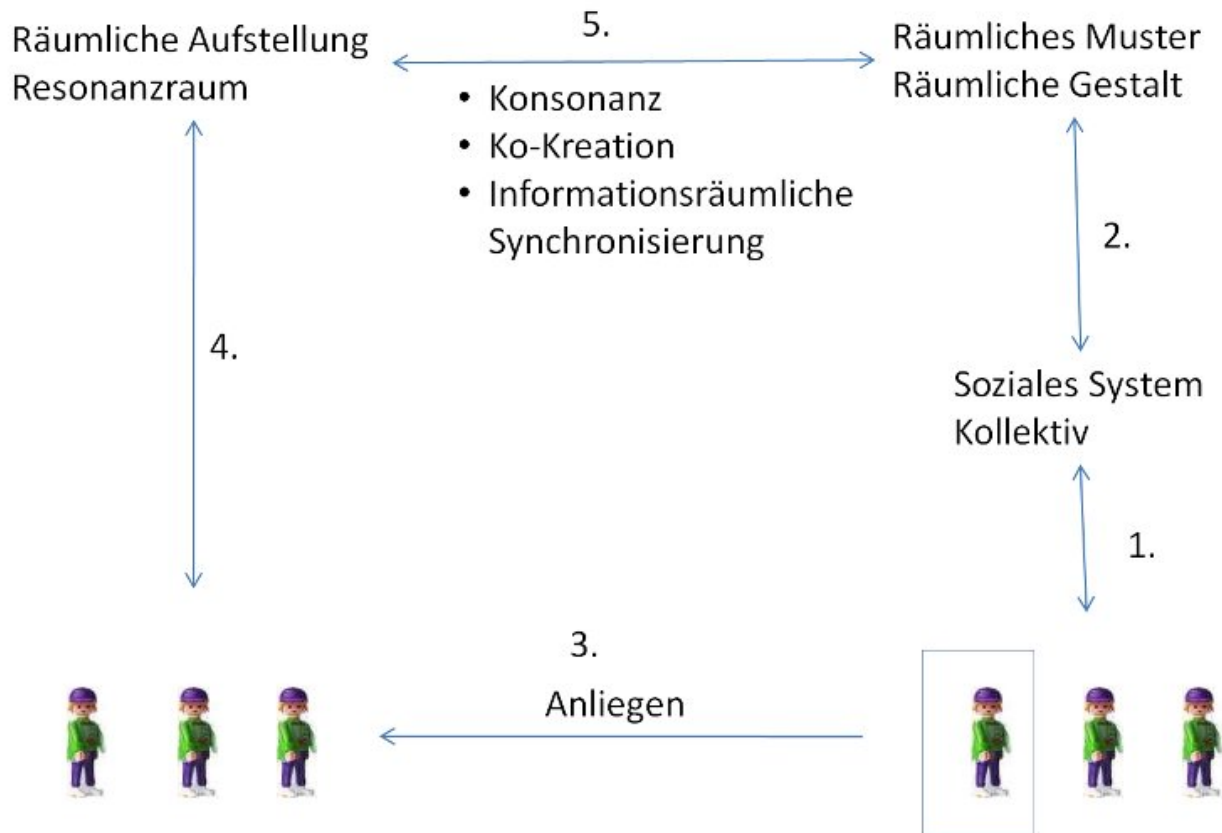 Räumliche Aufstellung
Resonanzraum
5.
• Konsonanz
• Ko-Kreation
• Informationsräumliche
Synchronisierung
Räumliches Muster
Räumliche Gestalt
2.
4.
Soziales System
Kollektiv
1.
3.
Anliegen